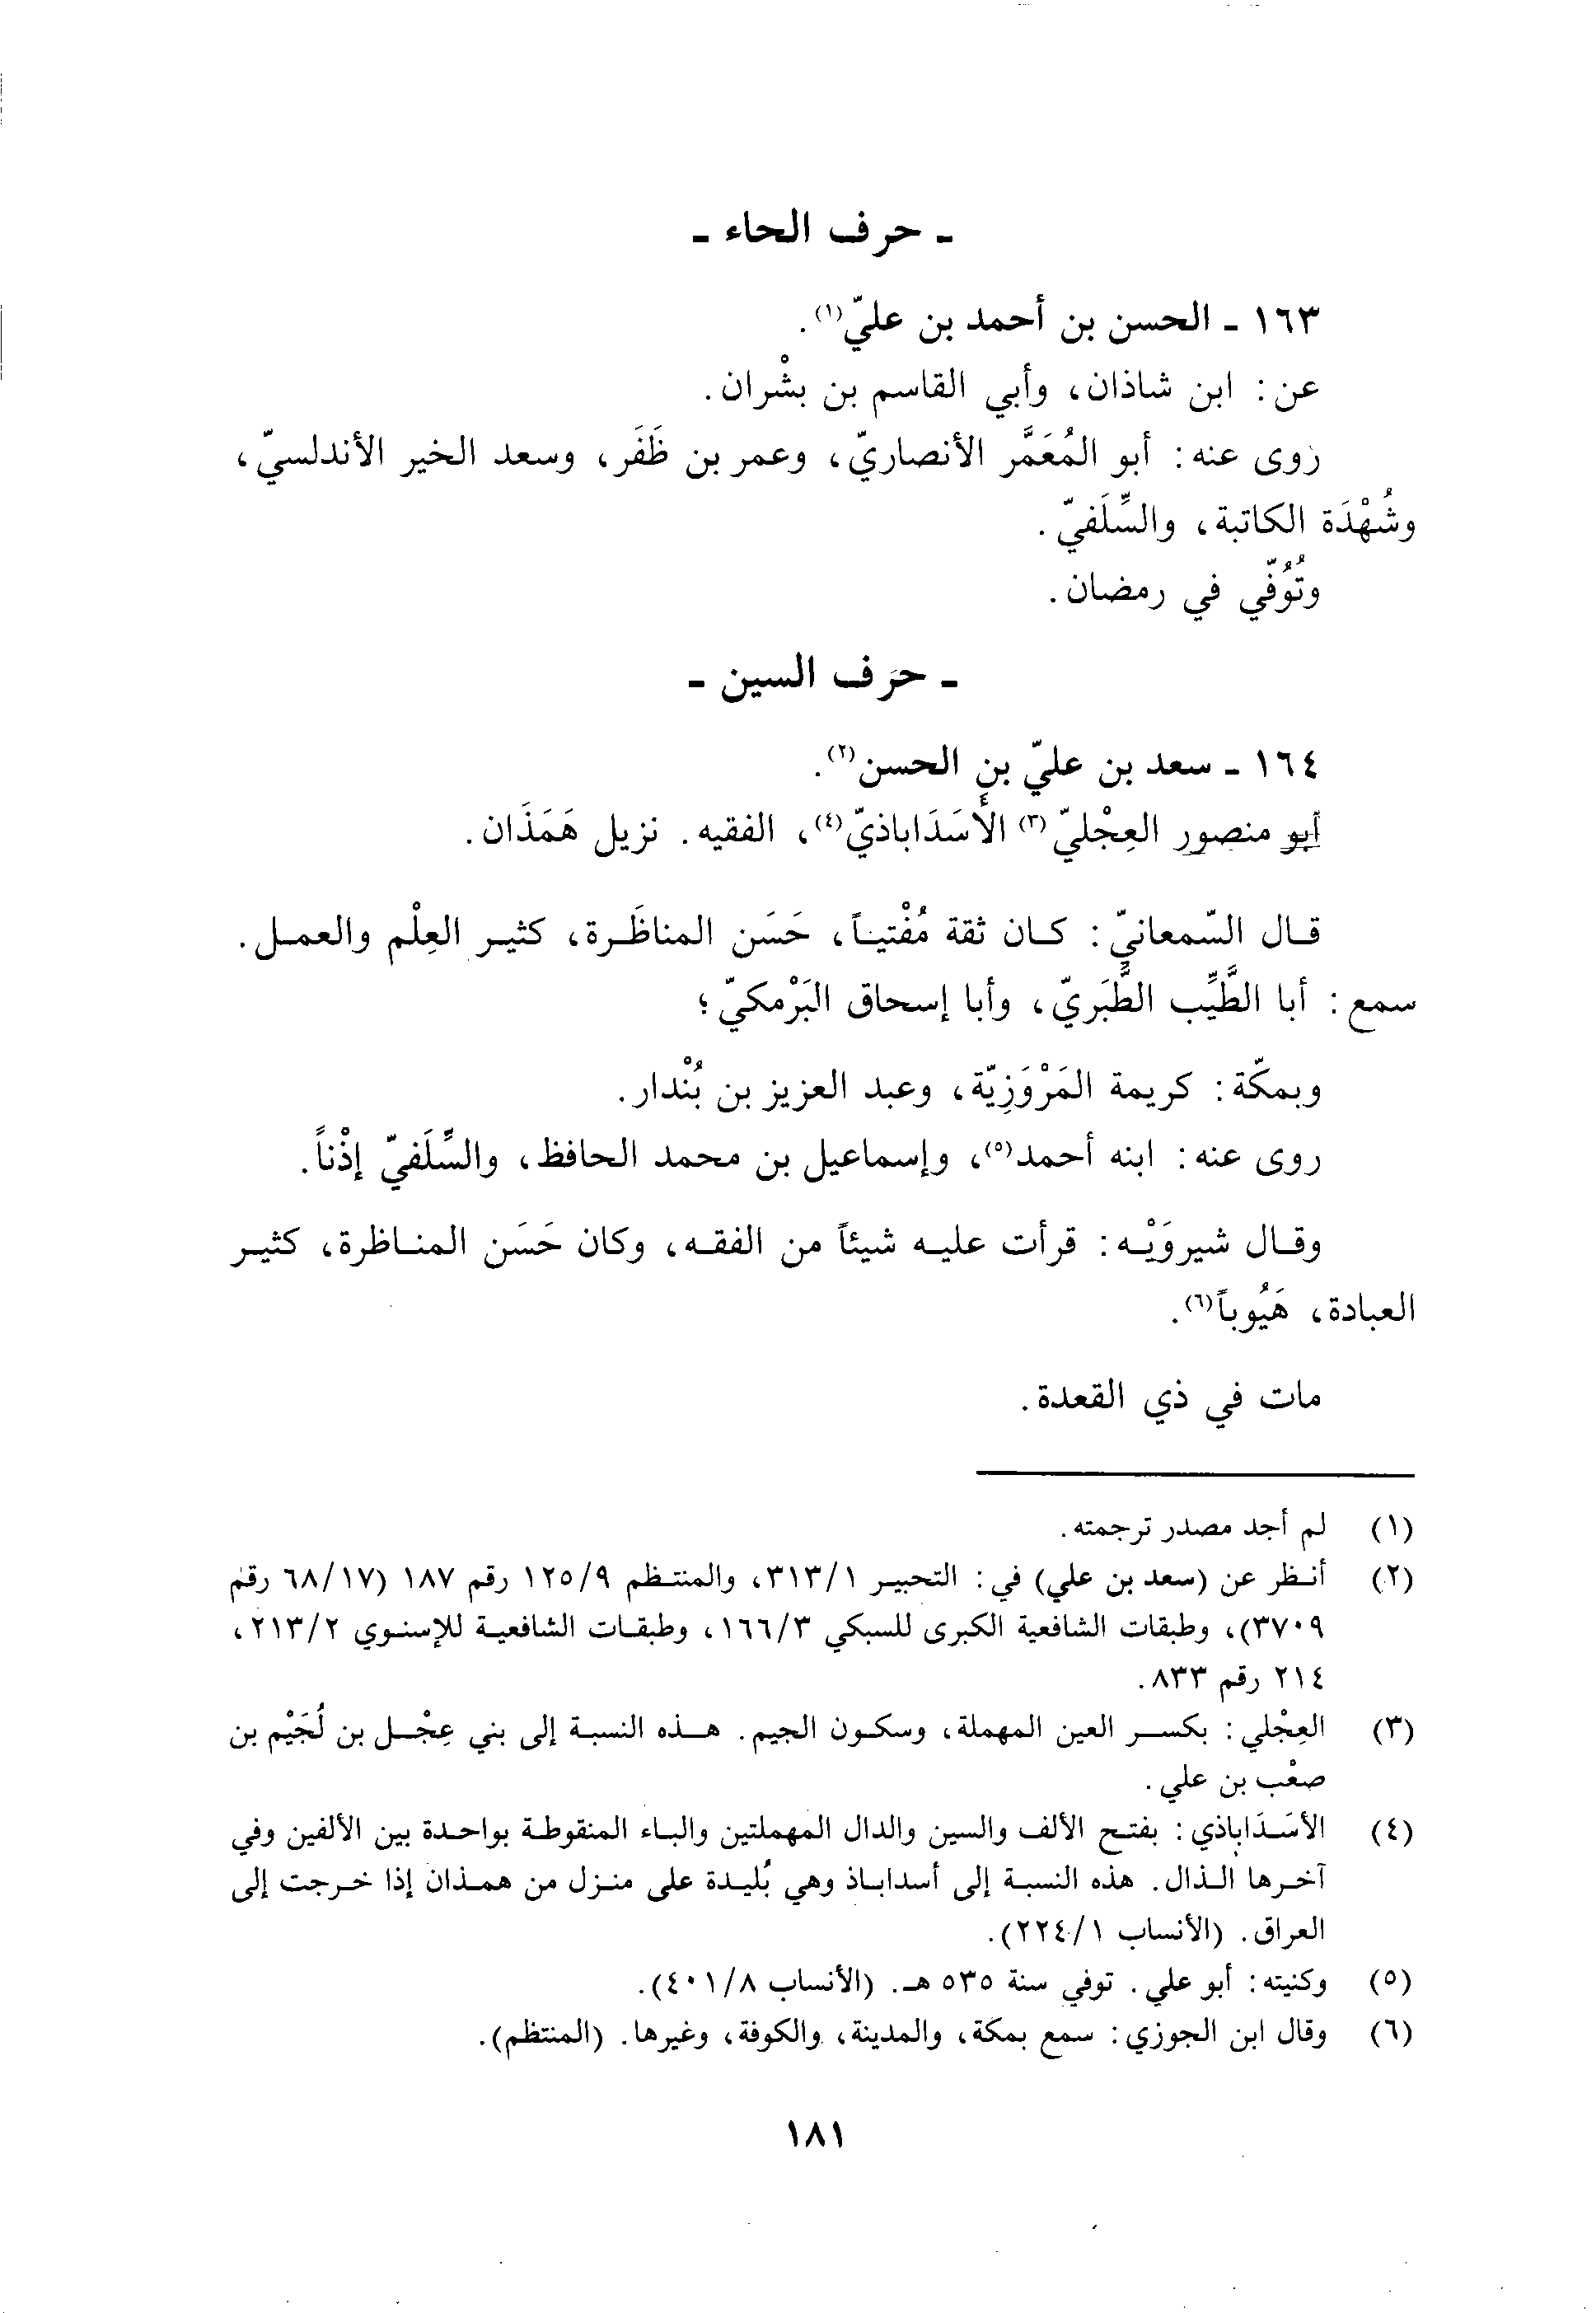 ـ حرف الحاء ـ
١٦٣ ـ الحسن بن أحمد بن عليّ(١).
عن: ابن شاذان، وأبي القاسم بن بشْران.
روى عنه: أبو المُعَمَّر الأنصاريّ، وعمر بن ظَفَر، وسعد الخير الأندلسيّ،
وشُهْدَة الكاتبة، والسِّلَفيّ.
وتُوُفّي في رمضان.
ـ حرف السين ـ
١٦٤ ـ سعد بن عليّ بن الحسن(٢).
أبو منصور العِجْليّ(٣) الأَسَدَاباذيّ(٤)، الفقيه. نزيل هَمَذَان.
قال السّمعانيّ: كان ثقة مُفْتياً، حَسَن المناظَرة، كثير العِلْم والعمل.
سمع: أبا الطَّيِّب الطَّبَريّ، وأبا إسحاق البَرْمكيّ؛
وبمكّة: كريمة المَرْوَزِيّة، وعبد العزيز بن بُنْدار.
روى عنه: ابنه أحمد(٥)، وإسماعيل بن محمد الحافظ، والسِّلَفيّ إذْناً.
وقال شيروَيْه: قرأت عليه شيئاً من الفقه، وكان حَسَن المناظرة، كثير
العبادة، هَيُوباً(٦).
مات في ذي القعدة.
(١) لم أجد مصدر ترجمته.
(٢) أنظر عن (سعد بن علي) في: التحبير ٣١٣/١، والمنتظم ١٢٥/٩ رقم ١٨٧ (٦٨/١٧ رقم
٣٧٠٩)، وطبقات الشافعية الكبرى للسبكي ١٦٦/٣، وطبقات الشافعية للإسنوي ٢١٣/٢،
٢١٤ رقم ٨٣٣.
(٣) العِجْلي: بكسر العين المهملة، وسكون الجيم. هذه النسبة إلى بني عِجْل بن لُجَيْم بن
صعْب بن علي.
(٤) الأسَدَاباذي: بفتح الألف والسين والدال المهملتين والباء المنقوطة بواحدة بين الألفين وفي
آخرها الذال. هذه النسبة إلى أسداباذ وهي بُليدة على منزل من همذان إذا خرجت إلى
العراق. (الأنساب ٢٢٤/١).
(٥) وكنيته: أبو علي. توفي سنة ٥٣٥ هـ. (الأنساب ٤٠١/٨).
(٦) وقال ابن الجوزي: سمع بمكة، والمدينة، والكوفة، وغيرها. (المنتظم).
١٨١